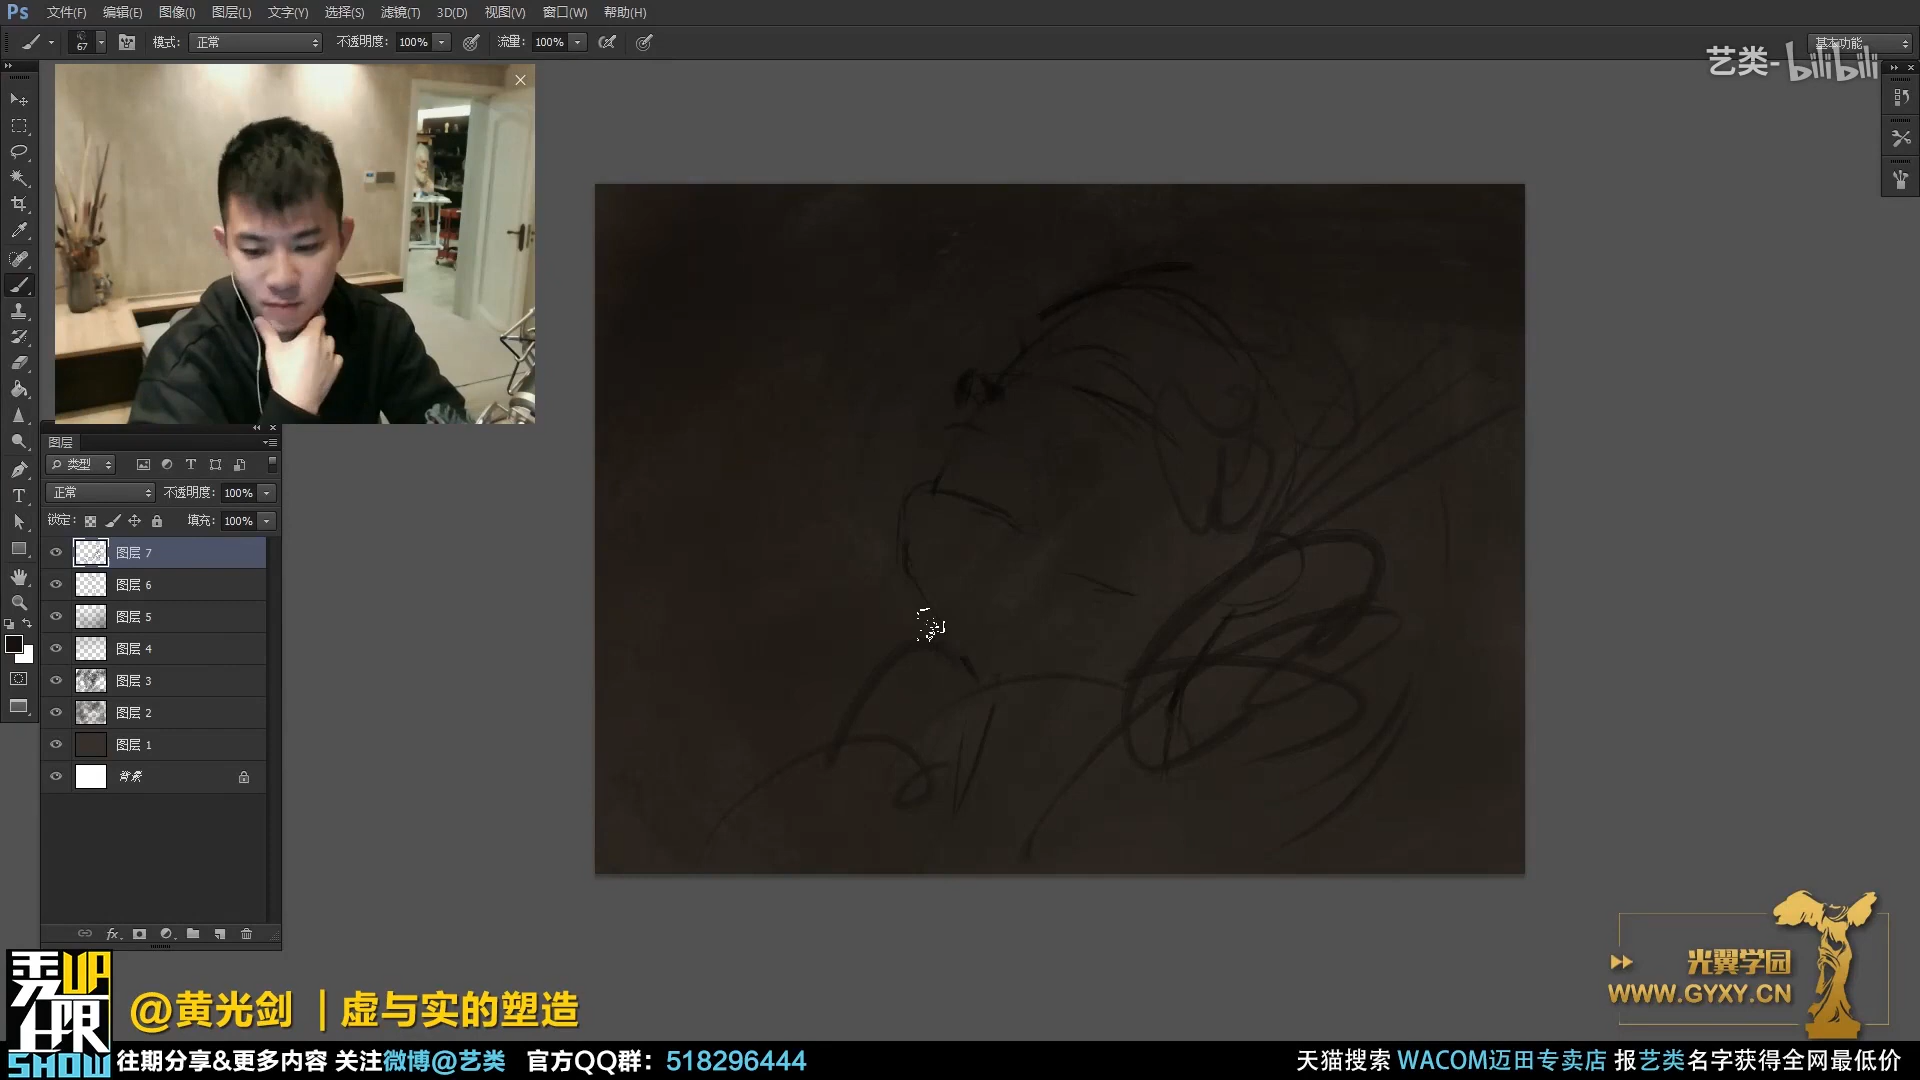 Ps 文件(F) 编辑(E) 图像(I) 图层(L) 文字(Y) 选择(S) 滤镜(T) 3D(D) 视图(V) 窗口(W) 帮助(H)
67 模式: 正常 不透明度: 100% 流量: 100% 基本功能
艺类-bilibili
图层
类型
正常 不透明度: 100%
锁定: 填充: 100%
图层 7
图层 6
图层 5
图层 4
图层 3
图层 2
图层 1
背景
fx
UP
SHOW
@黄光剑 | 虚与实的塑造
光翼学园
WWW.GYXY.CN
往期分享&更多内容 关注微博@艺类 官方QQ群: 518296444
天猫搜索 WACOM迈田专卖店 报艺类名字获得全网最低价